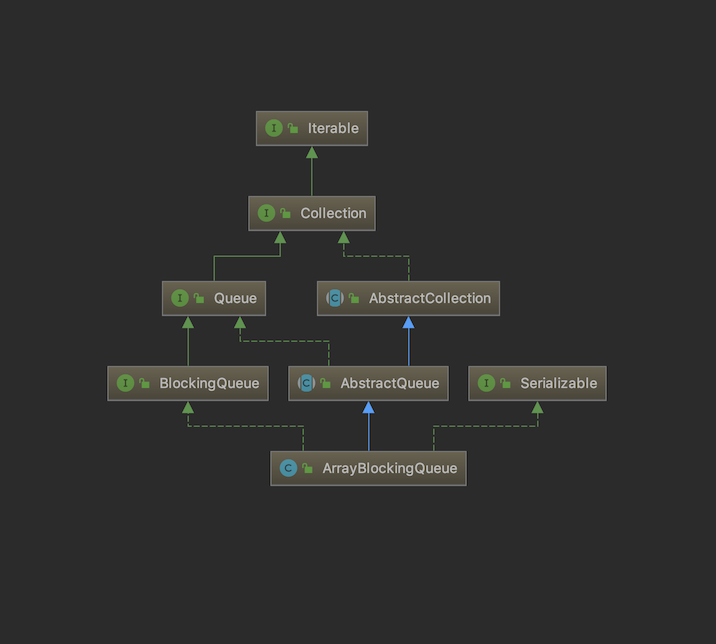 I Iterable
I Collection
I Queue
C AbstractCollection
I BlockingQueue
C AbstractQueue
I Serializable
C ArrayBlockingQueue